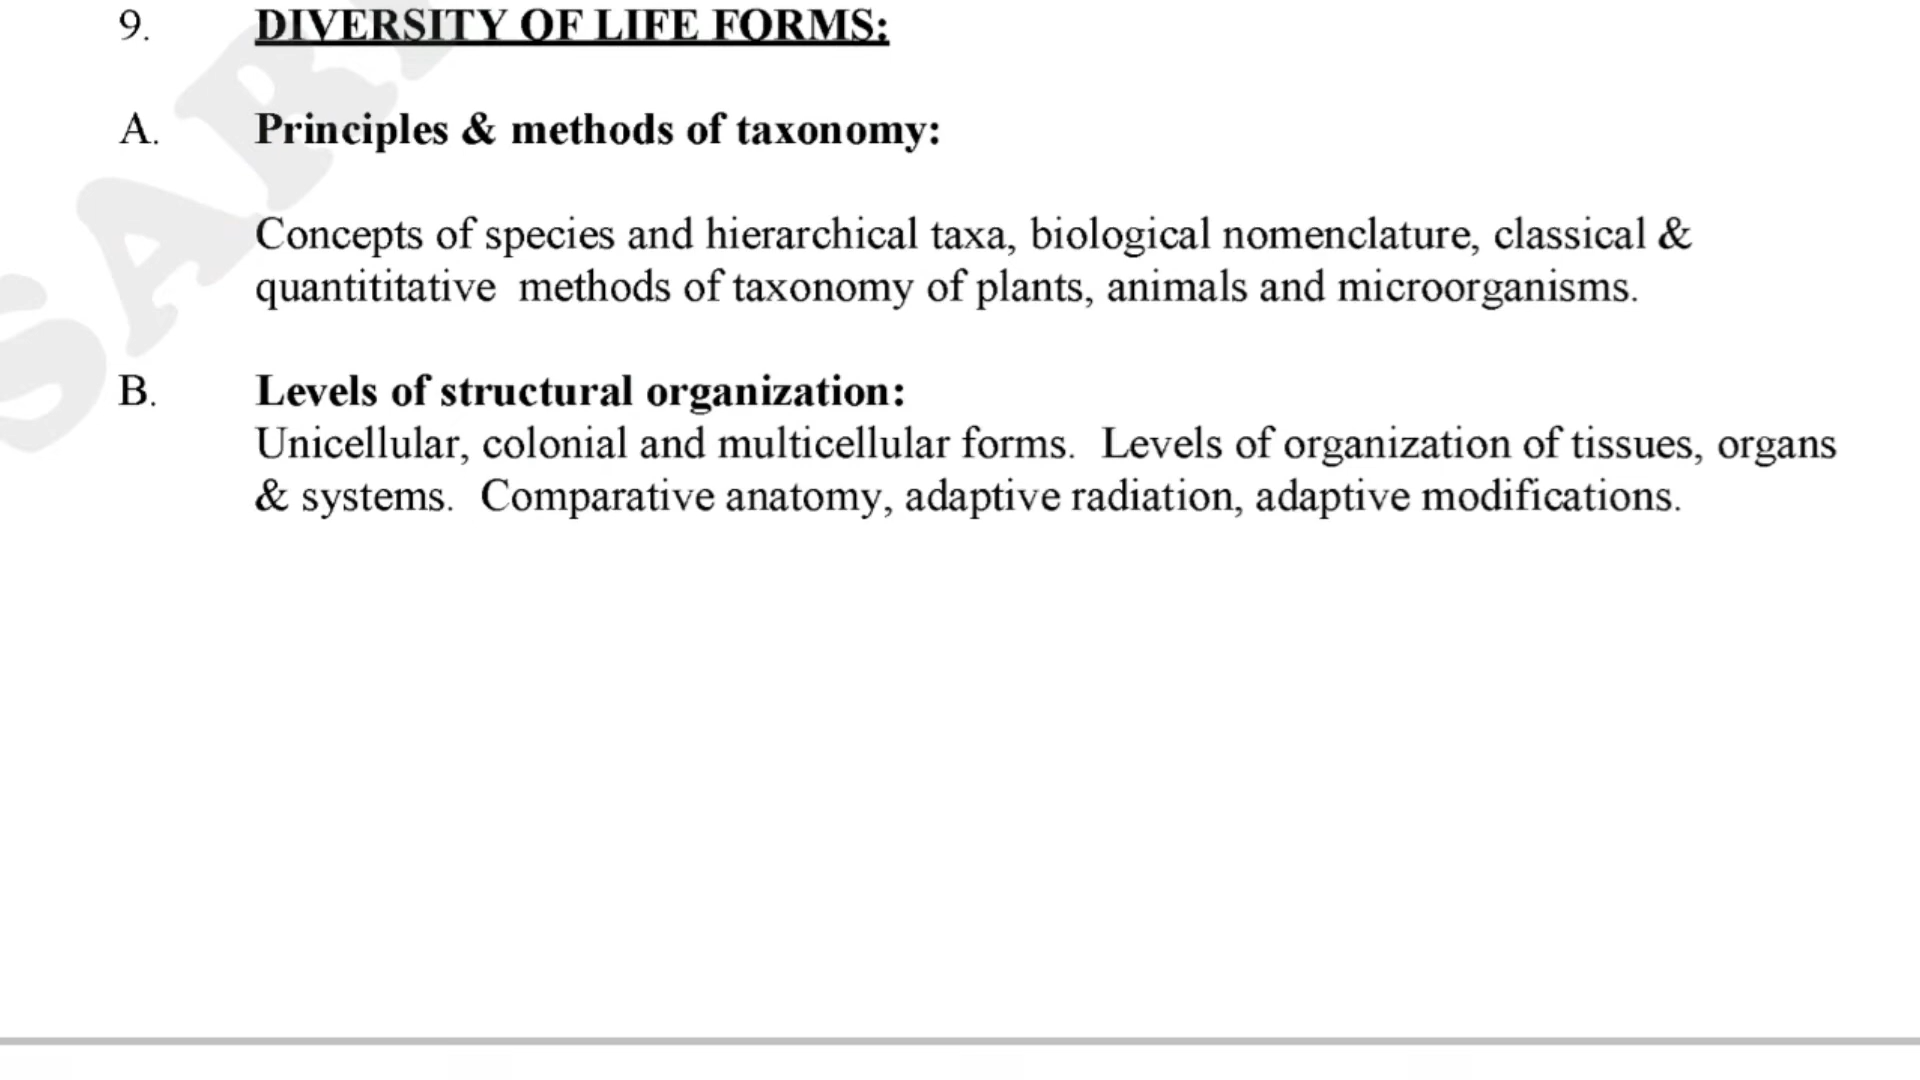 9. DIVERSITY OF LIFE FORMS:
A. Principles & methods of taxonomy:
Concepts of species and hierarchical taxa, biological nomenclature, classical &
quantititative methods of taxonomy of plants, animals and microorganisms.
B. Levels of structural organization:
Unicellular, colonial and multicellular forms. Levels of organization of tissues, organs
& systems. Comparative anatomy, adaptive radiation, adaptive modifications.